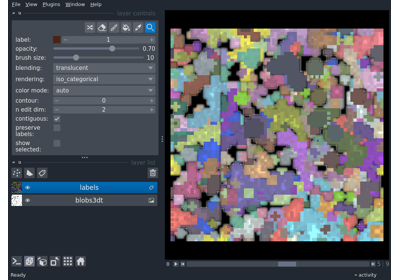 File View Plugins Window Help
layer controls
label: 1
opacity: 0.70
brush size: 10
blending: translucent
rendering: iso_categorical
color mode: auto
contour: 0
n edit dim: 2
contiguous:
preserve
labels:
show
selected:
layer list
labels
blobs3dt
Ready
activity